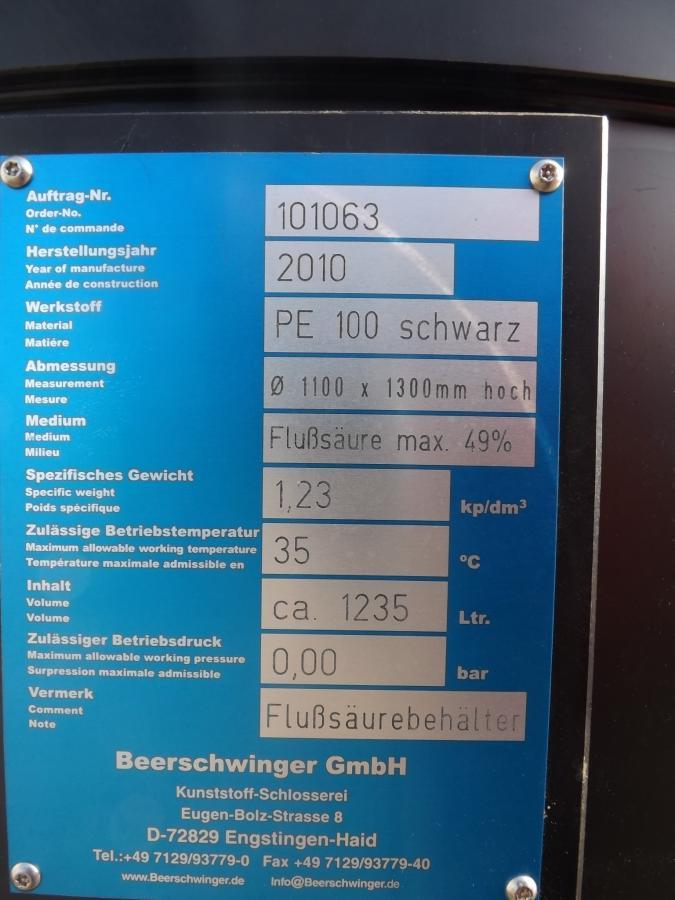 Auftrag-Nr.
Order-No.
N° de commande
101063
Herstellungsjahr
Year of manufacture
Année de construction
2010
Werkstoff
Material
Matiére
PE 100 schwarz
Abmessung
Measurement
Mesure
Ø 1100 x 1300mm hoch
Medium
Medium
Milieu
Flußsäure max. 49%
Spezifisches Gewicht
Specific weight
Poids spécifique
1,23 kp/dm³
Zulässige Betriebstemperatur
Maximum allowable working temperature
Température maximale admissible en
35 °C
Inhalt
Volume
Volume
ca. 1235 Ltr.
Zulässiger Betriebsdruck
Maximum allowable working pressure
Surpression maximale admissible
0,00 bar
Vermerk
Comment
Note
Flußsäurebehälter
Beerschwinger GmbH
Kunststoff-Schlosserei
Eugen-Bolz-Strasse 8
D-72829 Engstingen-Haid
Tel.:+49 7129/93779-0 Fax +49 7129/93779-40
www.Beerschwinger.de Info@Beerschwinger.de